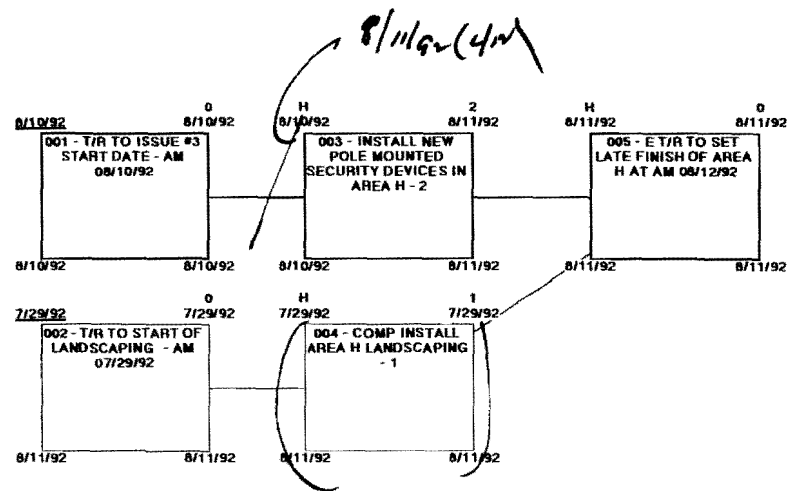 8/11/92 (4/12)
0 H 2 H 0
8/10/92 8/10/92 8/10/92 8/11/92 8/11/92 8/11/92
001 - T/R TO ISSUE #3
START DATE - AM
08/10/92
003 - INSTALL NEW
POLE MOUNTED
SECURITY DEVICES IN
AREA H - 2
005 - E T/R TO SET
LATE FINISH OF AREA
H AT AM 08/12/92
8/10/92 8/10/92 8/10/92 8/11/92 8/11/92 8/11/92
0 H 1
7/29/92 7/29/92 7/29/92 7/29/92
002 - T/R TO START OF
LANDSCAPING - AM
07/29/92
004 - COMP INSTALL
AREA H LANDSCAPING
- 1
8/11/92 8/11/92 8/11/92 8/11/92